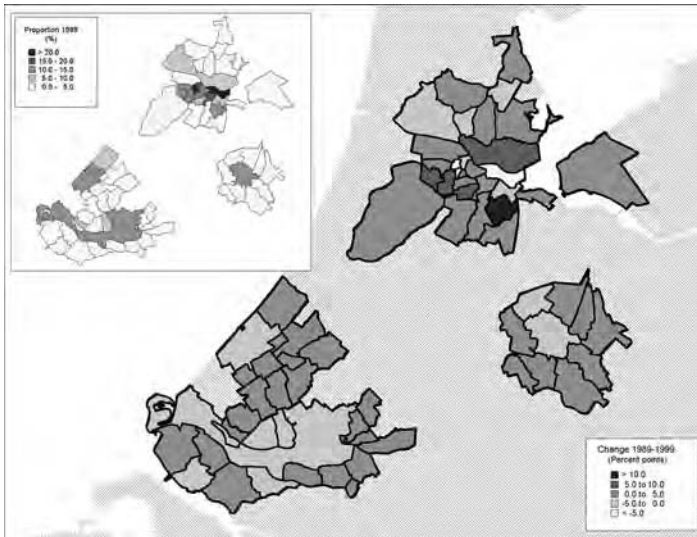 Proportion 1999
(%)
> 20.0
15.0 - 20.0
10.0 - 15.0
5.0 - 10.0
0.0 - 5.0
Change 1989-1999
(Percent points)
> 10.0
5.0 to 10.0
0.0 to 5.0
-5.0 to 0.0
< -5.0